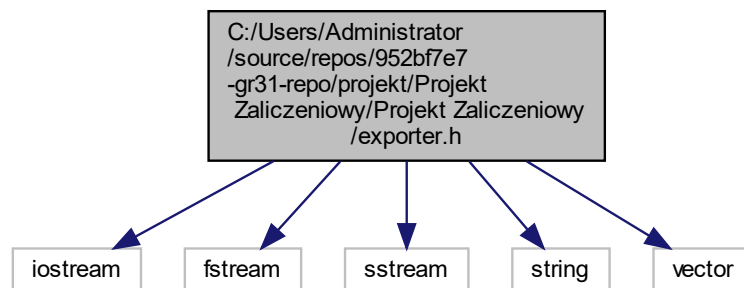 C:/Users/Administrator
/source/repos/952bf7e7
-gr31-repo/projekt/Projekt
Zaliczeniowy/Projekt Zaliczeniowy
/exporter.h
iostream
fstream
sstream
string
vector